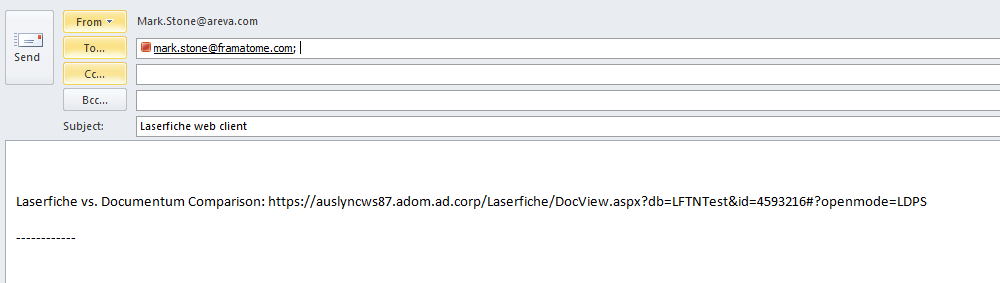 From Mark.Stone@areva.com
To... mark.stone@framatome.com;
Send
Cc...
Bcc...
Subject: Laserfiche web client
Laserfiche vs. Documentum Comparison: https://auslyncws87.adom.ad.corp/Laserfiche/DocView.aspx?db=LFTNTest&id=4593216#?openmode=LDPS
------------